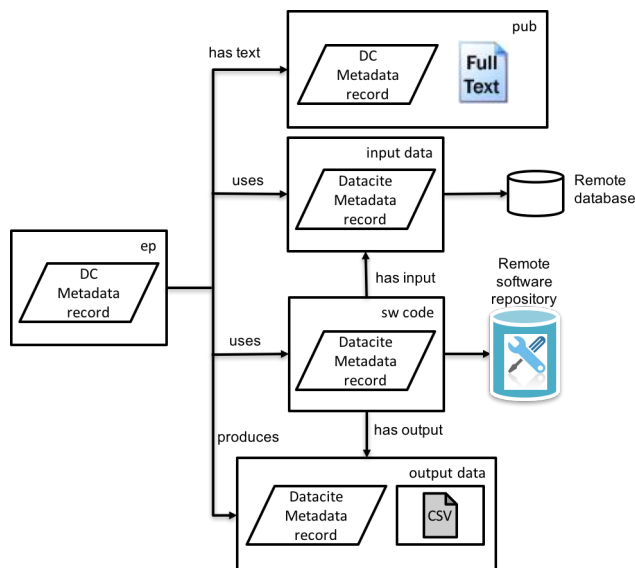 pub
has text
DC
Metadata
record
Full
Text
input data
uses
Datacite
Metadata
record
Remote
database
ep
DC
Metadata
record
has input
Remote
software
repository
sw code
uses
Datacite
Metadata
record
has output
produces
output data
Datacite
Metadata
record
CSV